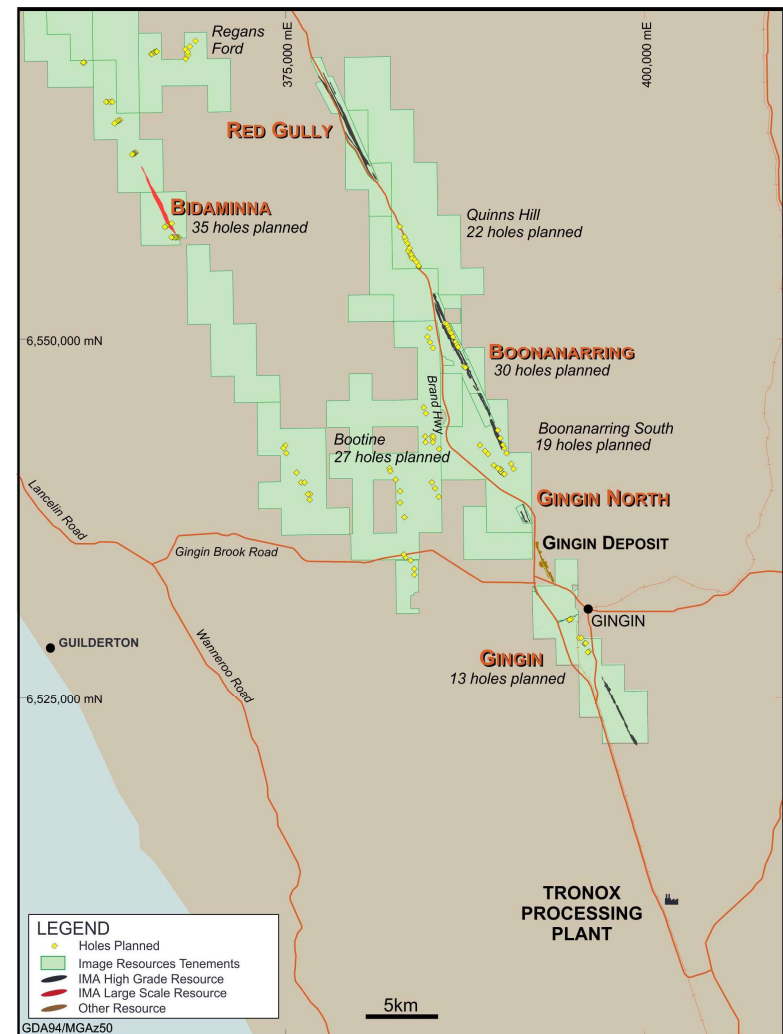 Regans
Ford
375,000 mE
400,000 mE
RED GULLY
BIDAMINNA
35 holes planned
Quinns Hill
22 holes planned
6,550,000 mN
BOONANARRING
30 holes planned
Brand Hwy
Boonanarring South
19 holes planned
Bootine
27 holes planned
Lancelin Road
GINGIN NORTH
GINGIN DEPOSIT
Gingin Brook Road
GINGIN
GUILDERTON
Wanneroo Road
GINGIN
13 holes planned
6,525,000 mN
TRONOX
PROCESSING
PLANT
LEGEND
Holes Planned
Image Resources Tenements
IMA High Grade Resource
IMA Large Scale Resource
Other Resource
5km
GDA94/MGAz50